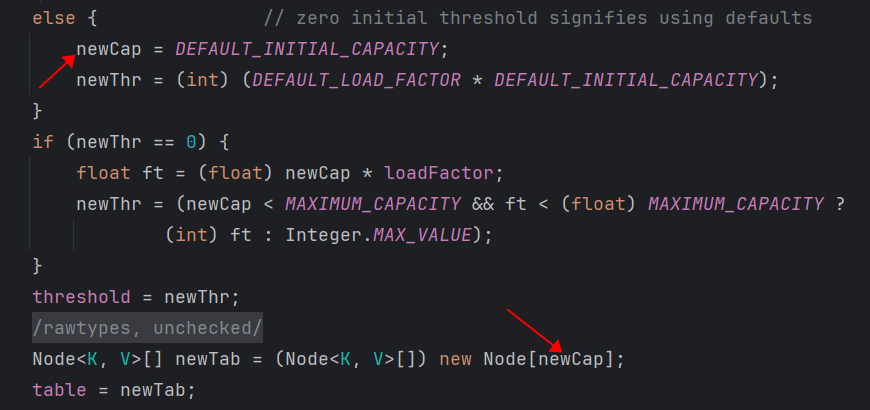 else {                // zero initial threshold signifies using defaults
    newCap = DEFAULT_INITIAL_CAPACITY;
    newThr = (int) (DEFAULT_LOAD_FACTOR * DEFAULT_INITIAL_CAPACITY);
}
if (newThr == 0) {
    float ft = (float) newCap * loadFactor;
    newThr = (newCap < MAXIMUM_CAPACITY && ft < (float) MAXIMUM_CAPACITY ?
            (int) ft : Integer.MAX_VALUE);
}
threshold = newThr;
/rawtypes, unchecked/
Node<K, V>[] newTab = (Node<K, V>[]) new Node[newCap];
table = newTab;